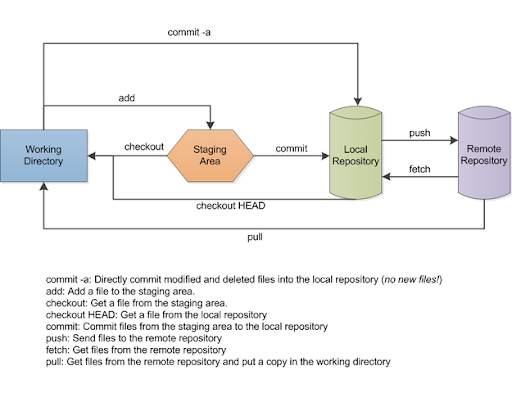 commit -a
add
Working
Directory
checkout
Staging
Area
commit
Local
Repository
push
fetch
Remote
Repository
checkout HEAD
pull
commit -a: Directly commit modified and deleted files into the local repository (no new files!)
add: Add a file to the staging area.
checkout: Get a file from the staging area.
checkout HEAD: Get a file from the local repository
commit: Commit files from the staging area to the local repository
push: Send files to the remote repository
fetch: Get files from the remote repository
pull: Get files from the remote repository and put a copy in the working directory